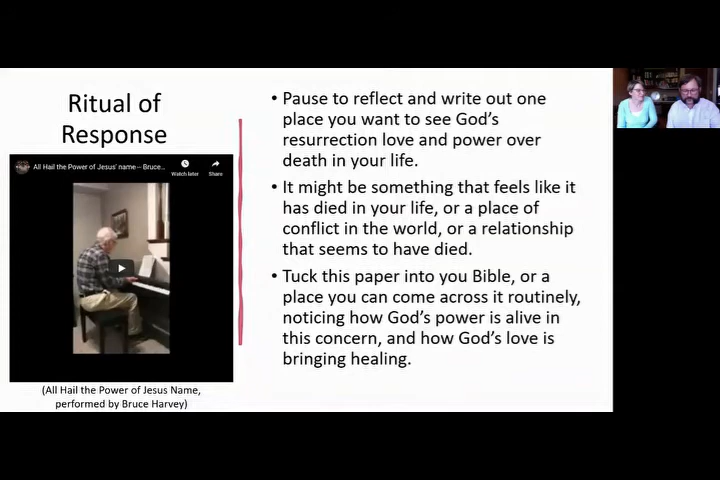 Ritual of
Response
All Hail the Power of Jesus' name -- Bruce...
Watch later
Share
(All Hail the Power of Jesus Name,
performed by Bruce Harvey)
• Pause to reflect and write out one
place you want to see God's
resurrection love and power over
death in your life.
• It might be something that feels like it
has died in your life, or a place of
conflict in the world, or a relationship
that seems to have died.
• Tuck this paper into you Bible, or a
place you can come across it routinely,
noticing how God's power is alive in
this concern, and how God's love is
bringing healing.